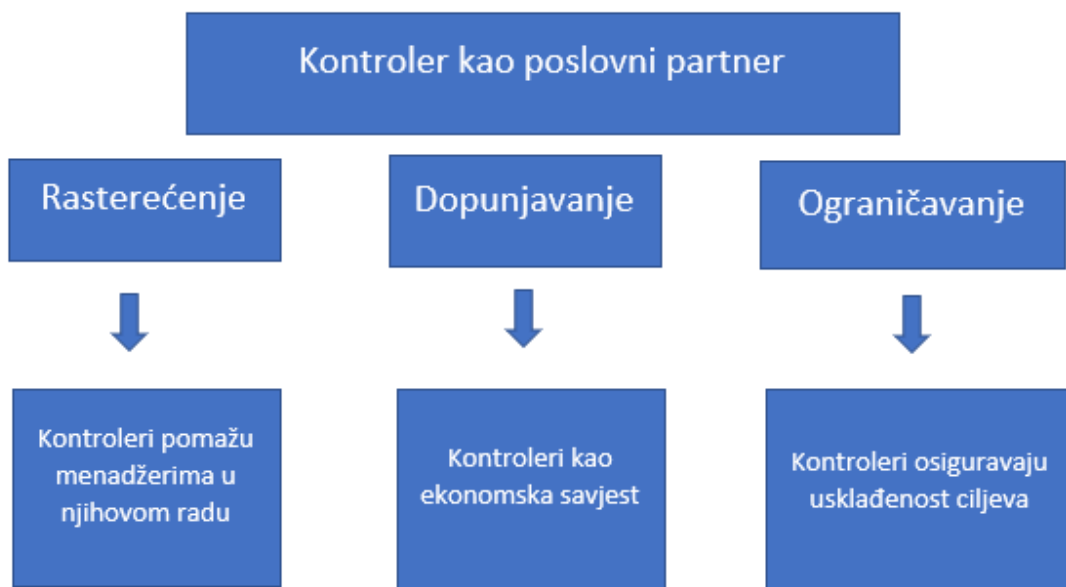 Kontroler kao poslovni partner
Rasterećenje
Dopunjavanje
Ograničavanje
Kontroleri pomažu
menadžerima u
njihovom radu
Kontroleri kao
ekonomska savjest
Kontroleri osiguravaju
usklađenost ciljeva